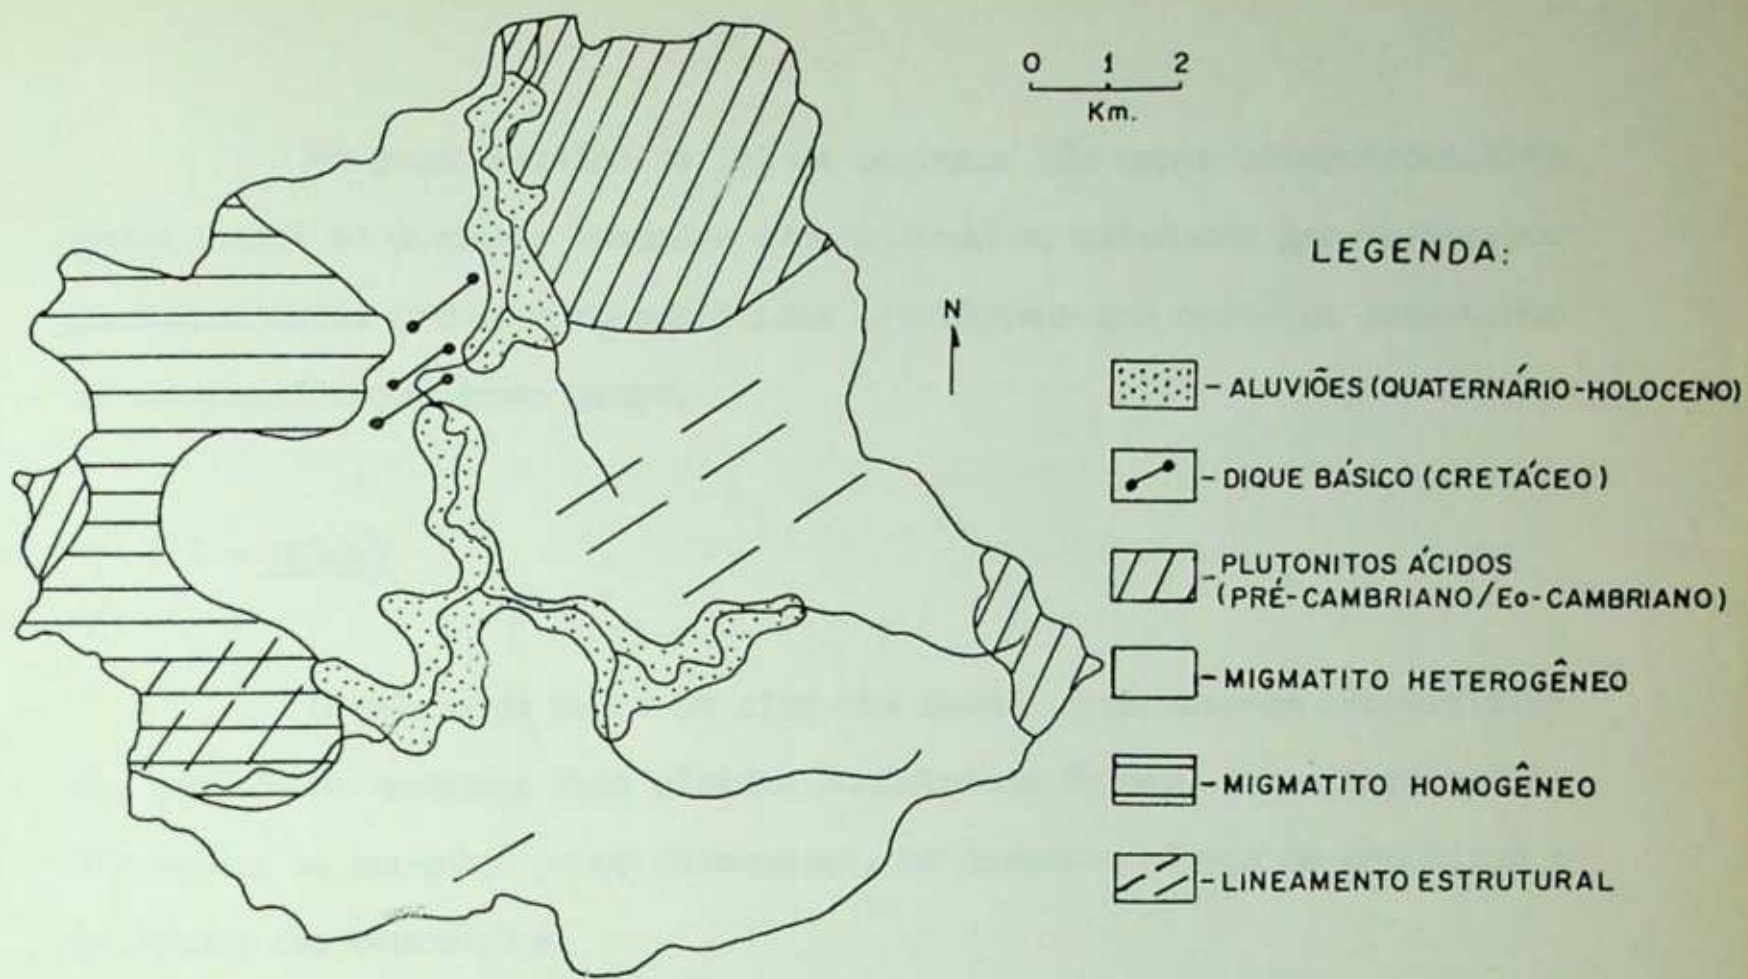 0 1 2
Km.
LEGENDA:
N
- ALUVIÕES (QUATERNÁRIO-HOLOCENO)
- DIQUE BÁSICO (CRETÁCEO)
- PLUTONITOS ÁCIDOS
(PRÉ-CAMBRIANO/Eo-CAMBRIANO)
- MIGMATITO HETEROGÊNEO
- MIGMATITO HOMOGÊNEO
- LINEAMENTO ESTRUTURAL